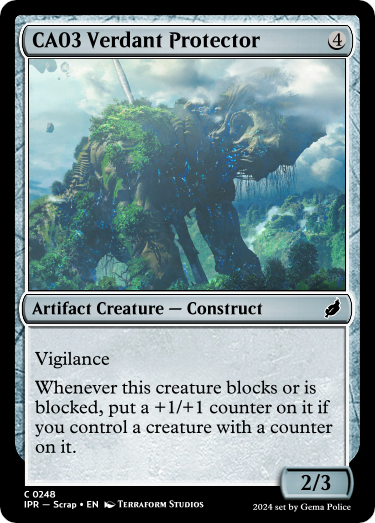 CA03 Verdant Protector
4
Artifact Creature — Construct
Vigilance
Whenever this creature blocks or is
blocked, put a +1/+1 counter on it if
you control a creature with a counter
on it.
2/3
C 0248
IPR — Scrap • EN Terraform Studios
2024 set by Gema Police